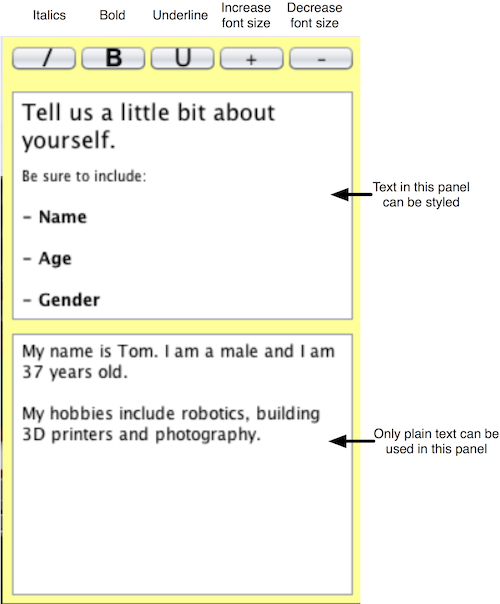 Italics Bold Underline Increase font size Decrease font size
I B U + -
Tell us a little bit about
yourself.
Be sure to include:
- Name
- Age
- Gender
Text in this panel
can be styled
My name is Tom. I am a male and I am
37 years old.
My hobbies include robotics, building
3D printers and photography.
Only plain text can be
used in this panel